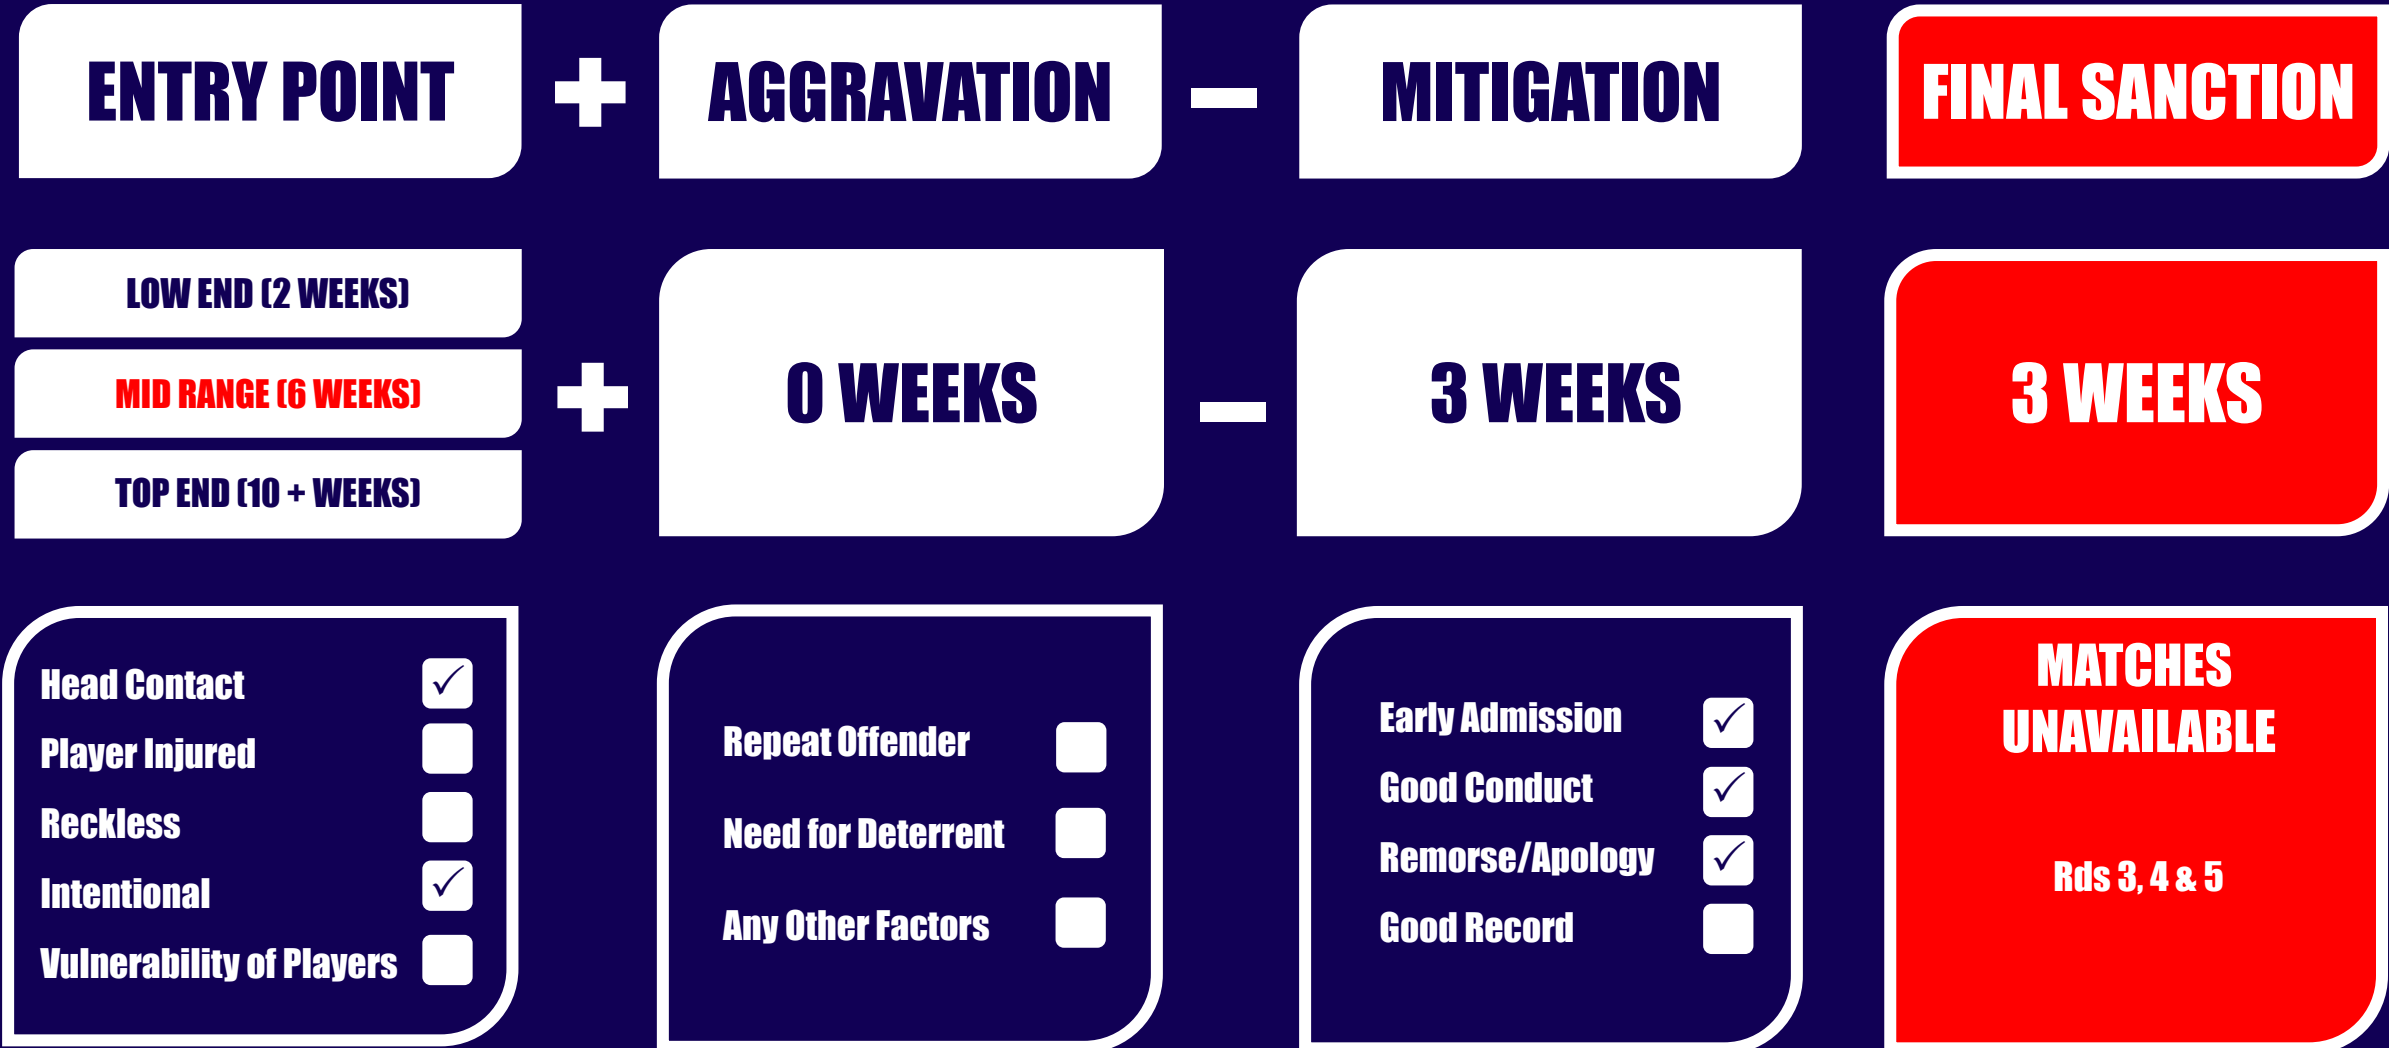 ENTRY POINT + AGGRAVATION – MITIGATION FINAL SANCTION
LOW END (2 WEEKS)
MID RANGE (6 WEEKS)
TOP END (10 + WEEKS)
+
0 WEEKS
–
3 WEEKS
3 WEEKS
Head Contact ✓
Player Injured
Reckless
Intentional ✓
Vulnerability of Players
Repeat Offender
Need for Deterrent
Any Other Factors
Early Admission ✓
Good Conduct ✓
Remorse/Apology ✓
Good Record
MATCHES
UNAVAILABLE
Rds 3, 4 & 5